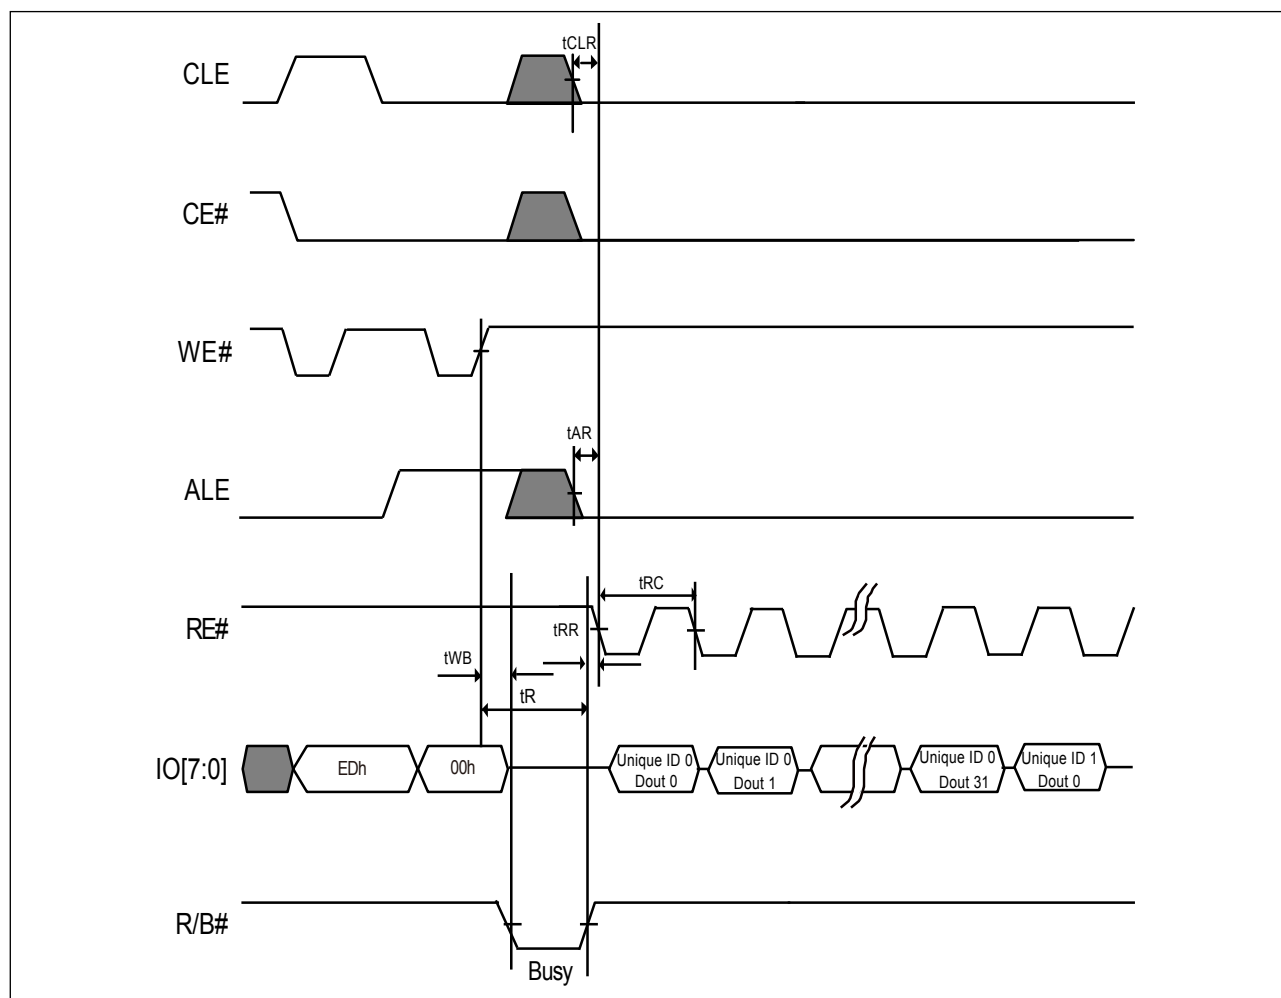 tCLR
CLE
CE#
WE#
tAR
ALE
tRC
RE#
tRR
tWB
tR
IO[7:0]
EDh
00h
Unique ID 0
Dout 0
Unique ID 0
Dout 1
Unique ID 0
Dout 31
Unique ID 1
Dout 0
R/B#
Busy